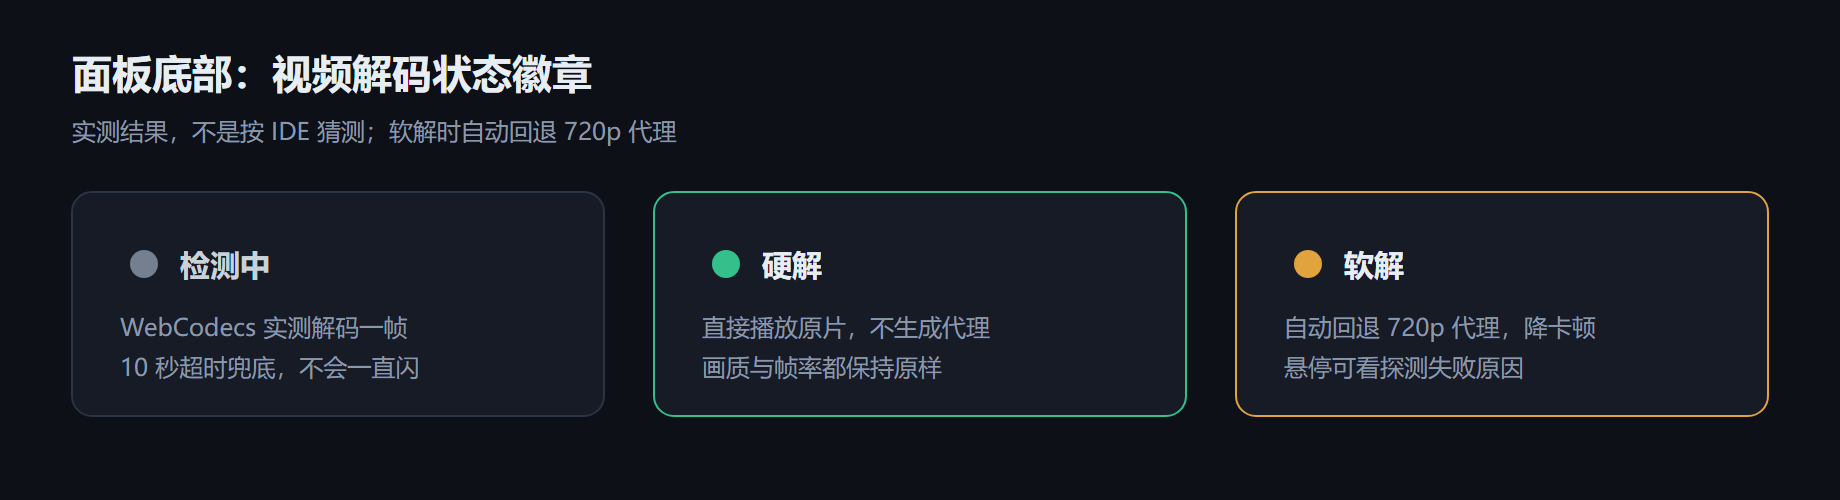 面板底部：视频解码状态徽章
实测结果，不是按 IDE 猜测；软解时自动回退 720p 代理
检测中
WebCodecs 实测解码一帧
10 秒超时兜底，不会一直闪
硬解
直接播放原片，不生成代理
画质与帧率都保持原样
软解
自动回退 720p 代理，降卡顿
悬停可看探测失败原因